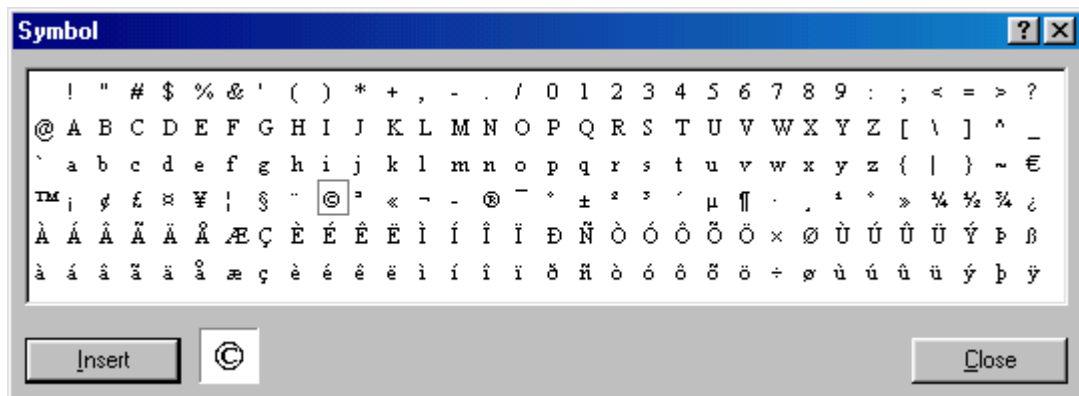 Symbol ? ×
! " # $ % & ' ( ) * + , - . / 0 1 2 3 4 5 6 7 8 9 : ; < = > ?
@ A B C D E F G H I J K L M N O P Q R S T U V W X Y Z [ \ ] ^ _
` a b c d e f g h i j k l m n o p q r s t u v w x y z { | } ~ €
™ ¡ ¢ £ ¤ ¥ ¦ § ¨ © ª « ¬ - ® ¯ ° ± ² ³ ´ µ ¶ · ¸ ¹ º » ¼ ½ ¾ ¿
À Á Â Ã Ä Å Æ Ç È É Ê Ë Ì Í Î Ï Ð Ñ Ò Ó Ô Õ Ö × Ø Ù Ú Û Ü Ý Þ ß
à á â ã ä å æ ç è é ê ë ì í î ï ð ñ ò ó ô õ ö ÷ ø ù ú û ü ý þ ÿ
Insert © Close